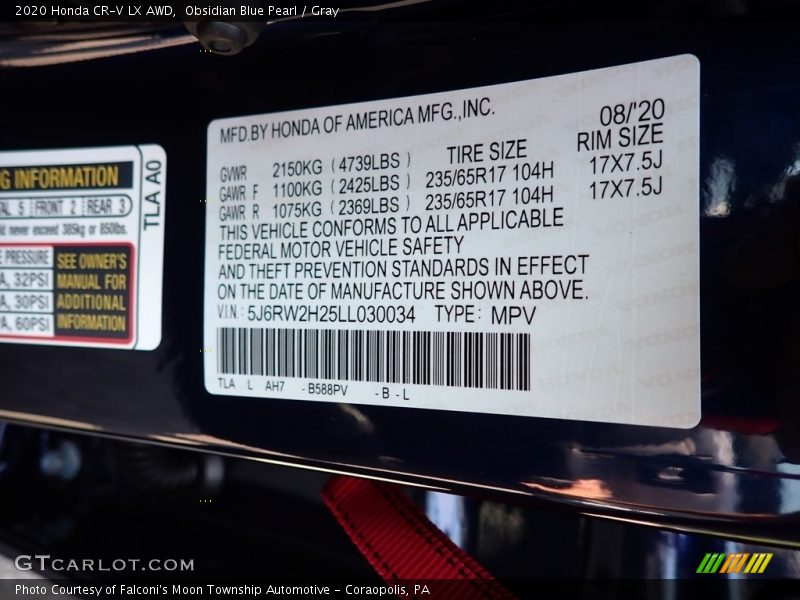 2020 Honda CR-V LX AWD,  Obsidian Blue Pearl / Gray
G INFORMATION
TAL 5 FRONT 2 REAR 3
never exceed 385kg or 850lbs.
PRESSURE
32PSI
30PSI
60PSI
SEE OWNER'S
MANUAL FOR
ADDITIONAL
INFORMATION
TLA A0
MFD.BY HONDA OF AMERICA MFG.,INC. 08/'20
TIRE SIZE RIM SIZE
GVWR 2150KG (4739LBS)
GAWR F 1100KG (2425LBS) 235/65R17 104H 17X7.5J
GAWR R 1075KG (2369LBS) 235/65R17 104H 17X7.5J
THIS VEHICLE CONFORMS TO ALL APPLICABLE
FEDERAL MOTOR VEHICLE SAFETY
AND THEFT PREVENTION STANDARDS IN EFFECT
ON THE DATE OF MANUFACTURE SHOWN ABOVE.
V.I.N.: 5J6RW2H25LL030034 TYPE: MPV
TLA L AH7 -B588PV -B -L
GTCARLOT.COM
Photo Courtesy of Falconi's Moon Township Automotive - Coraopolis, PA